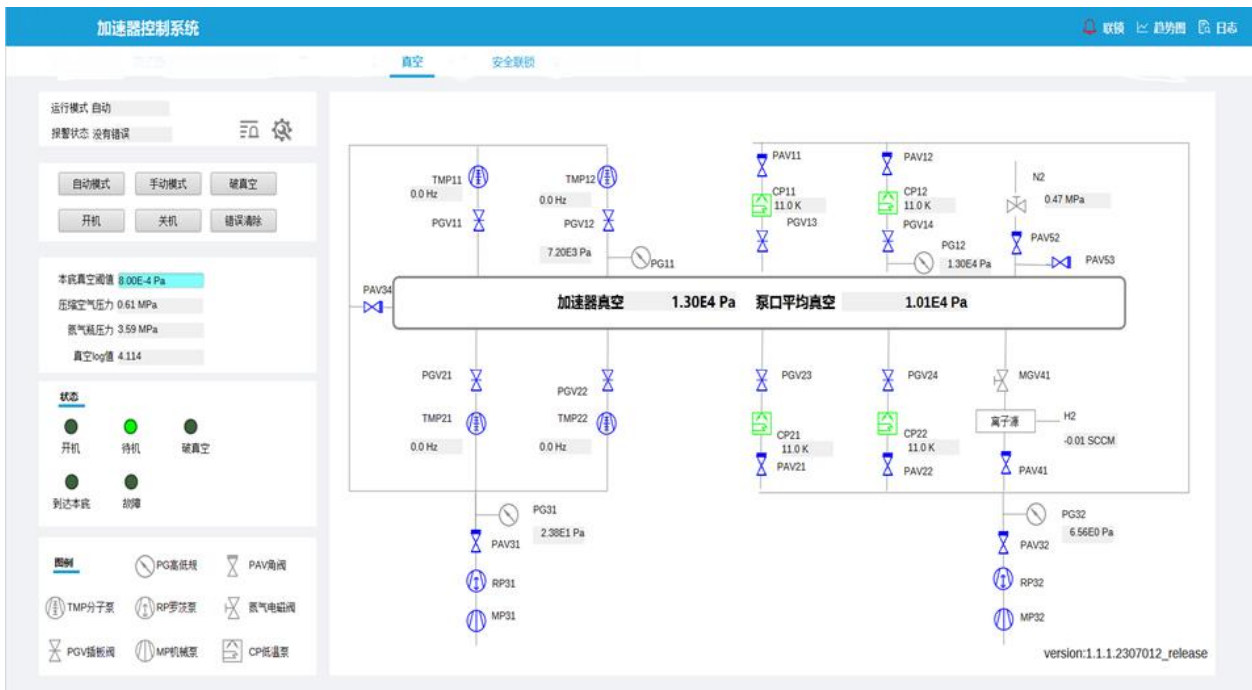 加速器控制系统
联锁 趋势图 日志
真空 安全联锁
运行模式 自动
报警状态 没有错误
自动模式 手动模式 破真空
开机 关机 错误清除
本底真空阈值 8.00E-4 Pa
压缩空气压力 0.61 MPa
氮气瓶压力 3.59 MPa
真空log值 4.114
状态
开机 待机 破真空
到达本底 故障
图例 PG高低规 PAV角阀
TMP分子泵 RP罗茨泵 氮气电磁阀
PGV插板阀 MP机械泵 CP低温泵
TMP11
0.0 Hz
PGV11
TMP12
0.0 Hz
PGV12
7.20E3 Pa
PG11
PAV11
CP11
11.0 K
PGV13
PAV12
CP12
11.0 K
PGV14
PG12
1.30E4 Pa
N2
0.47 MPa
PAV52
PAV53
PAV34
加速器真空 1.30E4 Pa 泵口平均真空 1.01E4 Pa
PGV21
TMP21
0.0 Hz
PGV22
TMP22
0.0 Hz
PGV23
CP21
11.0 K
PAV21
PGV24
CP22
11.0 K
PAV22
MGV41
离子源
H2
-0.01 SCCM
PAV41
PG31
2.38E1 Pa
PAV31
RP31
MP31
PG32
6.56E0 Pa
PAV32
RP32
MP32
version:1.1.1.2307012_release